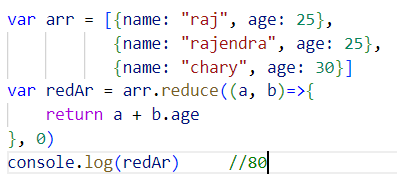 var arr = [{name: "raj", age: 25},
           {name: "rajendra", age: 25},
           {name: "chary", age: 30}]
var redAr = arr.reduce((a, b)=>{
    return a + b.age
}, 0)
console.log(redAr)     //80